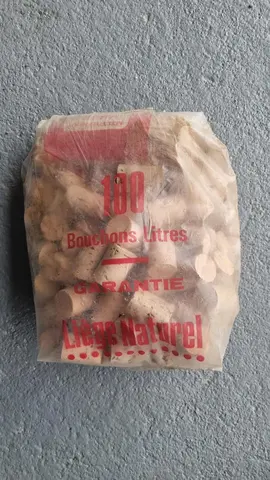 100
Bouchons Litres
GARANTIE
Liège Naturel